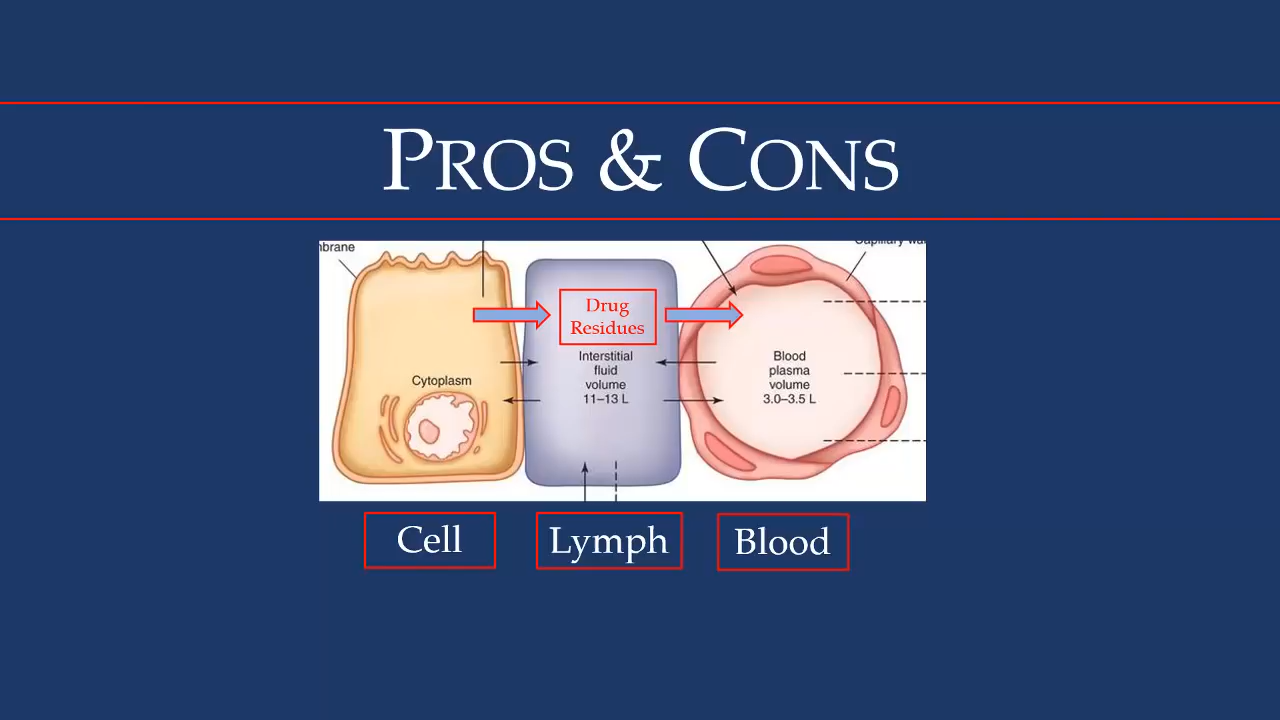 PROS & CONS
mbrane
Capillary wa
Drug
Residues
Interstitial
fluid
volume
11–13 L
Cytoplasm
Blood
plasma
volume
3.0–3.5 L
Cell
Lymph
Blood